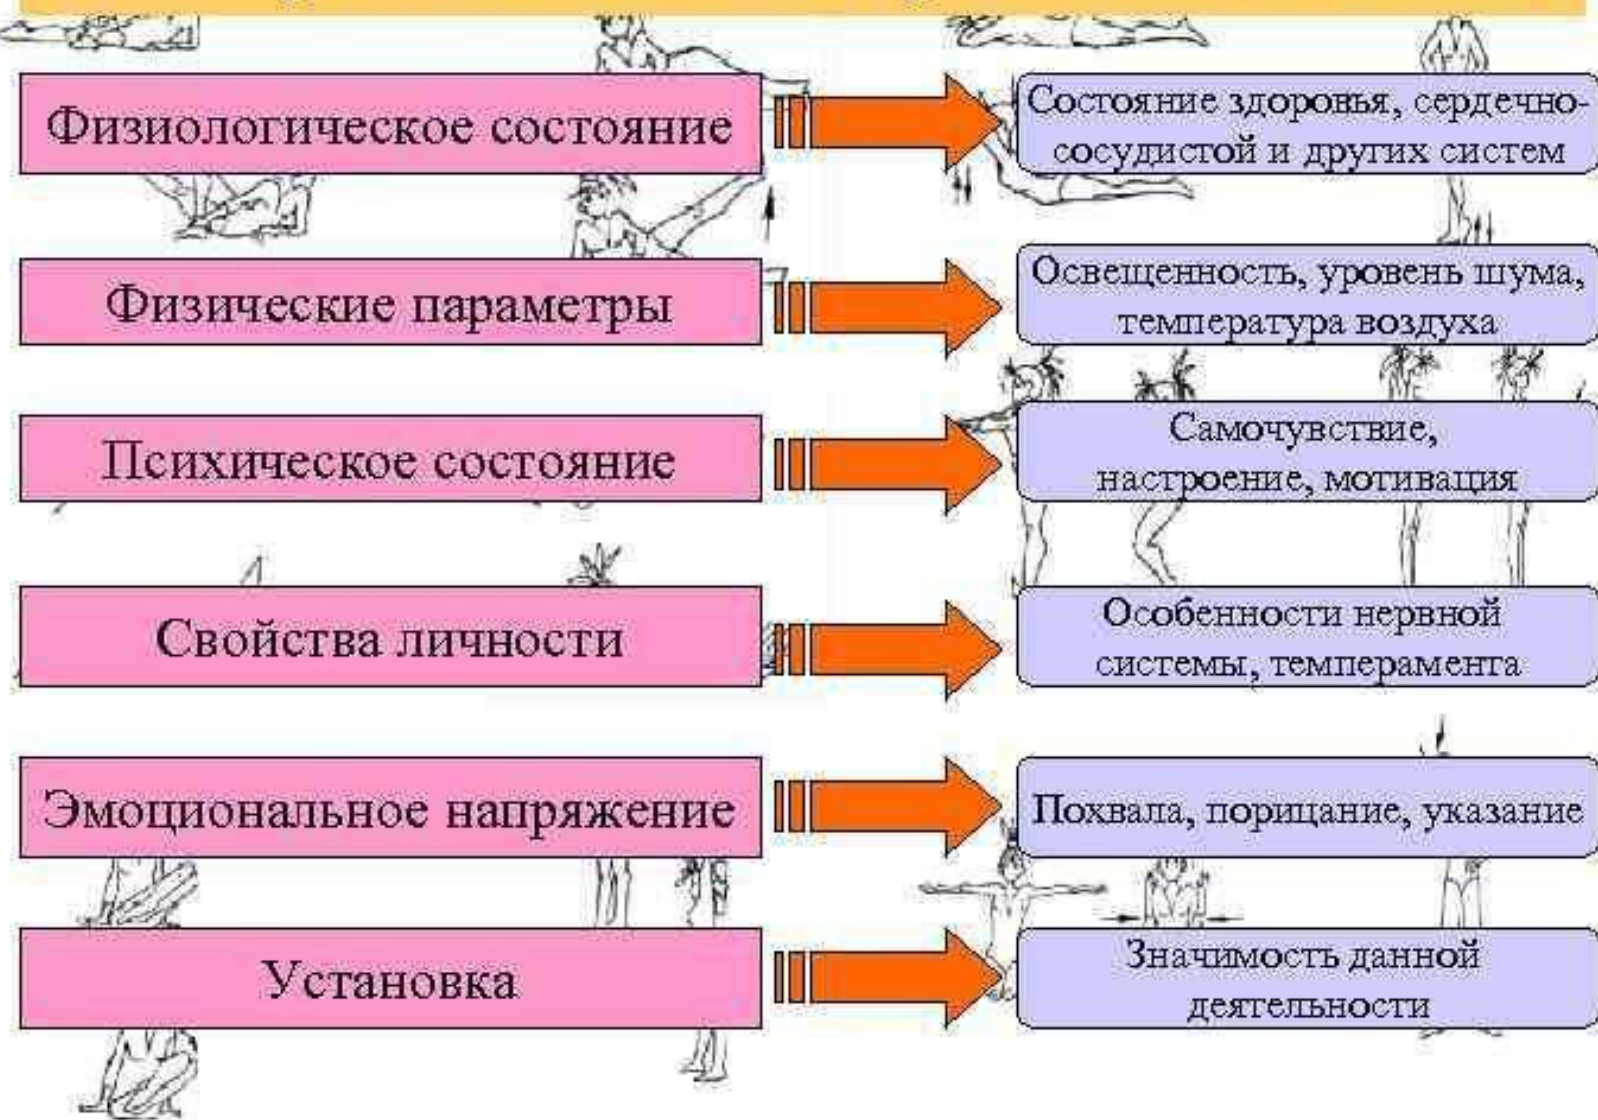 Физиологическое состояние
Состояние здоровья, сердечно-
сосудистой и других систем
Физические параметры
Освещенность, уровень шума,
температура воздуха
Психическое состояние
Самочувствие,
настроение, мотивация
Свойства личности
Особенности нервной
системы, темперамента
Эмоциональное напряжение
Похвала, порицание, указание
Установка
Значимость данной
деятельности